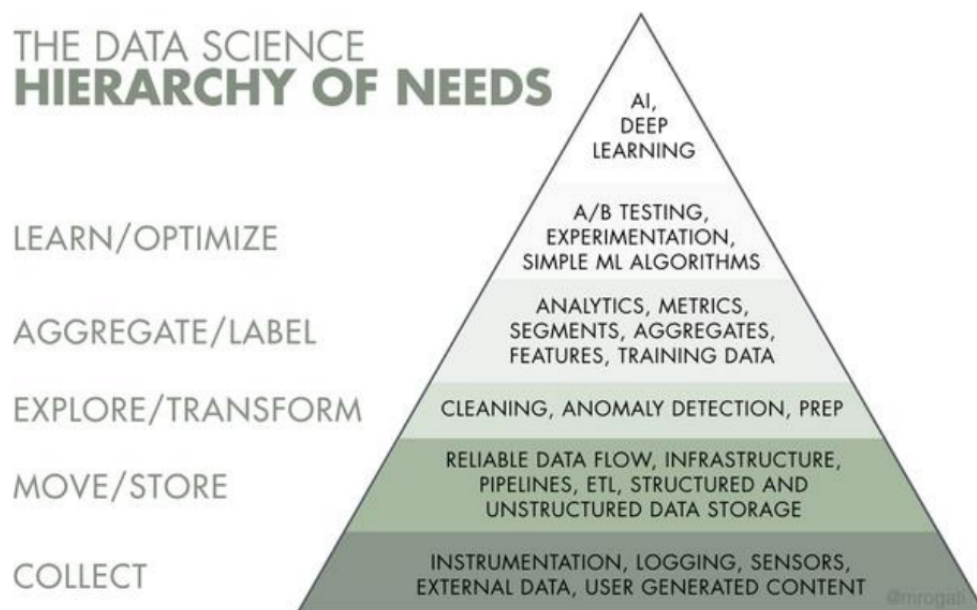 THE DATA SCIENCE
HIERARCHY OF NEEDS
AI,
DEEP
LEARNING
LEARN/OPTIMIZE
A/B TESTING,
EXPERIMENTATION,
SIMPLE ML ALGORITHMS
AGGREGATE/LABEL
ANALYTICS, METRICS,
SEGMENTS, AGGREGATES,
FEATURES, TRAINING DATA
EXPLORE/TRANSFORM
CLEANING, ANOMALY DETECTION, PREP
MOVE/STORE
RELIABLE DATA FLOW, INFRASTRUCTURE,
PIPELINES, ETL, STRUCTURED AND
UNSTRUCTURED DATA STORAGE
COLLECT
INSTRUMENTATION, LOGGING, SENSORS,
EXTERNAL DATA, USER GENERATED CONTENT
@mrogati